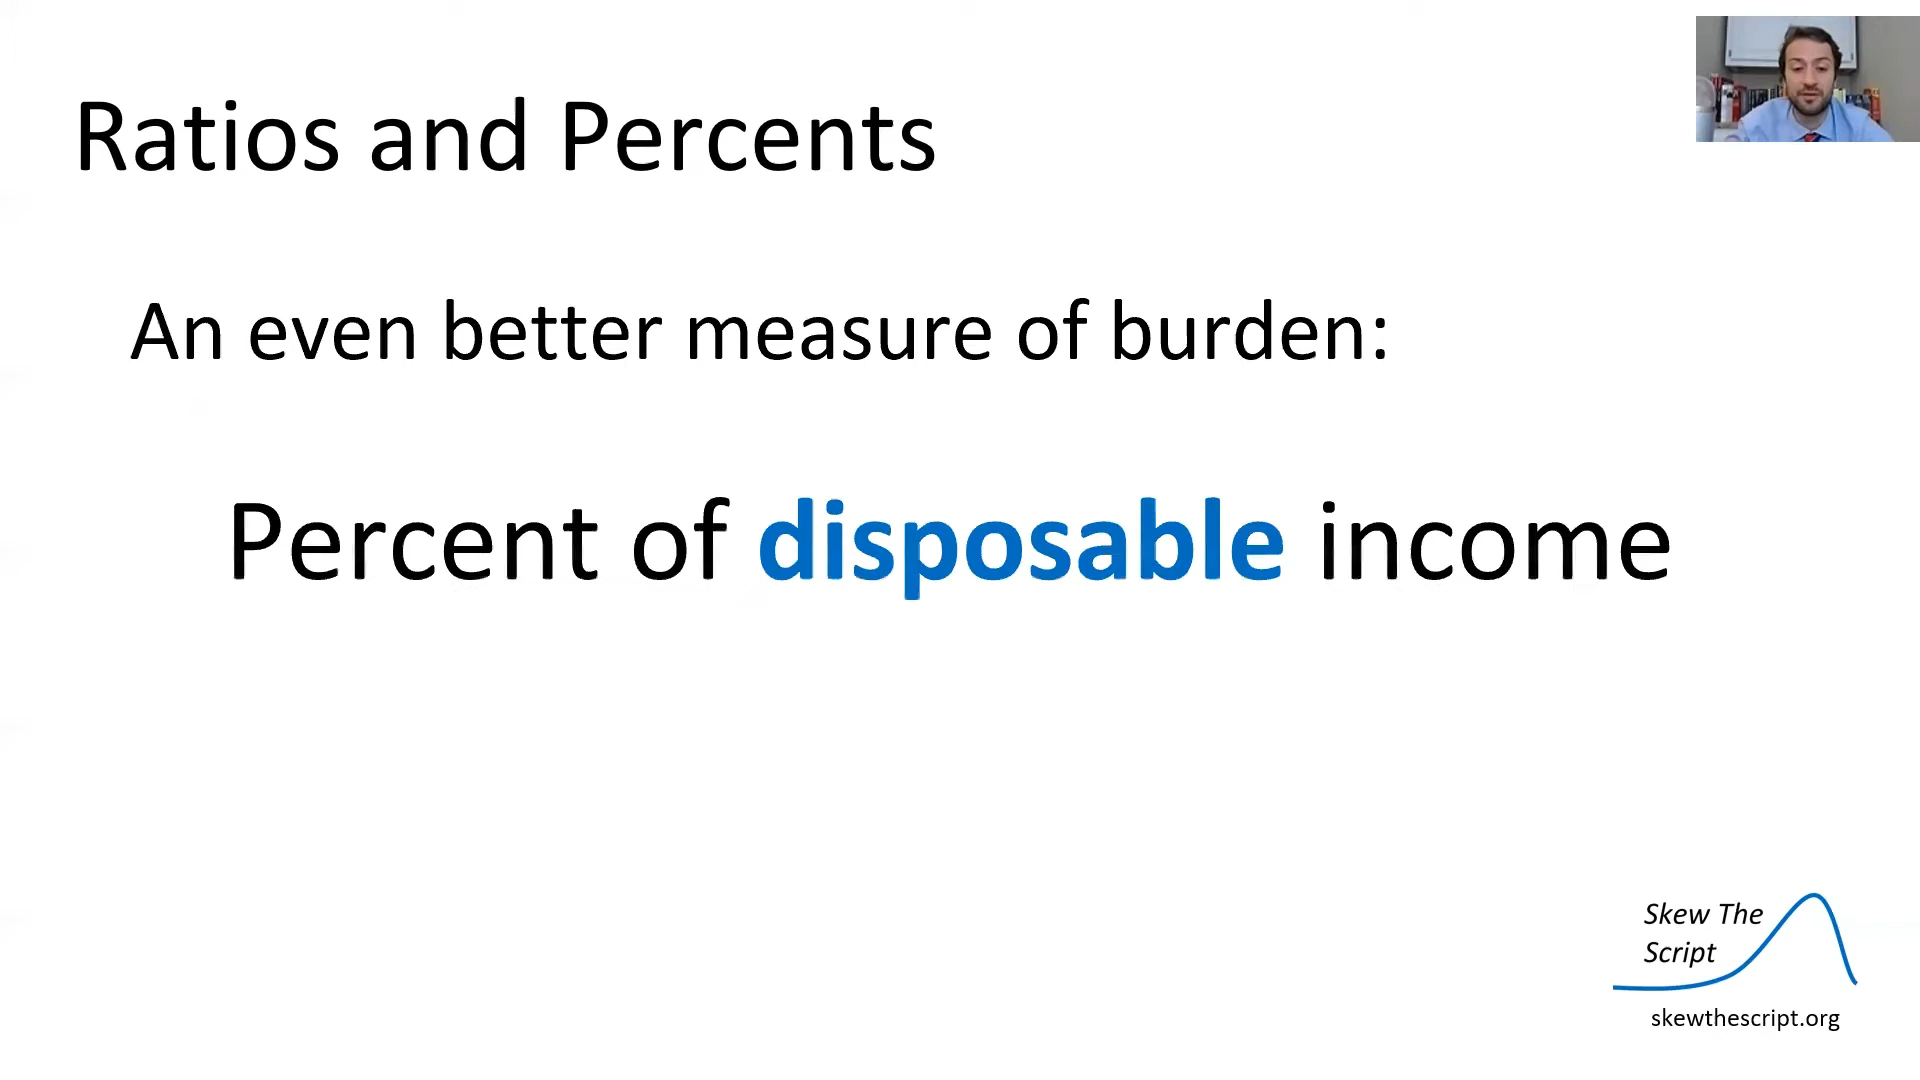 Ratios and Percents
An even better measure of burden:
Percent of disposable income
Skew The
Script
skewthescript.org